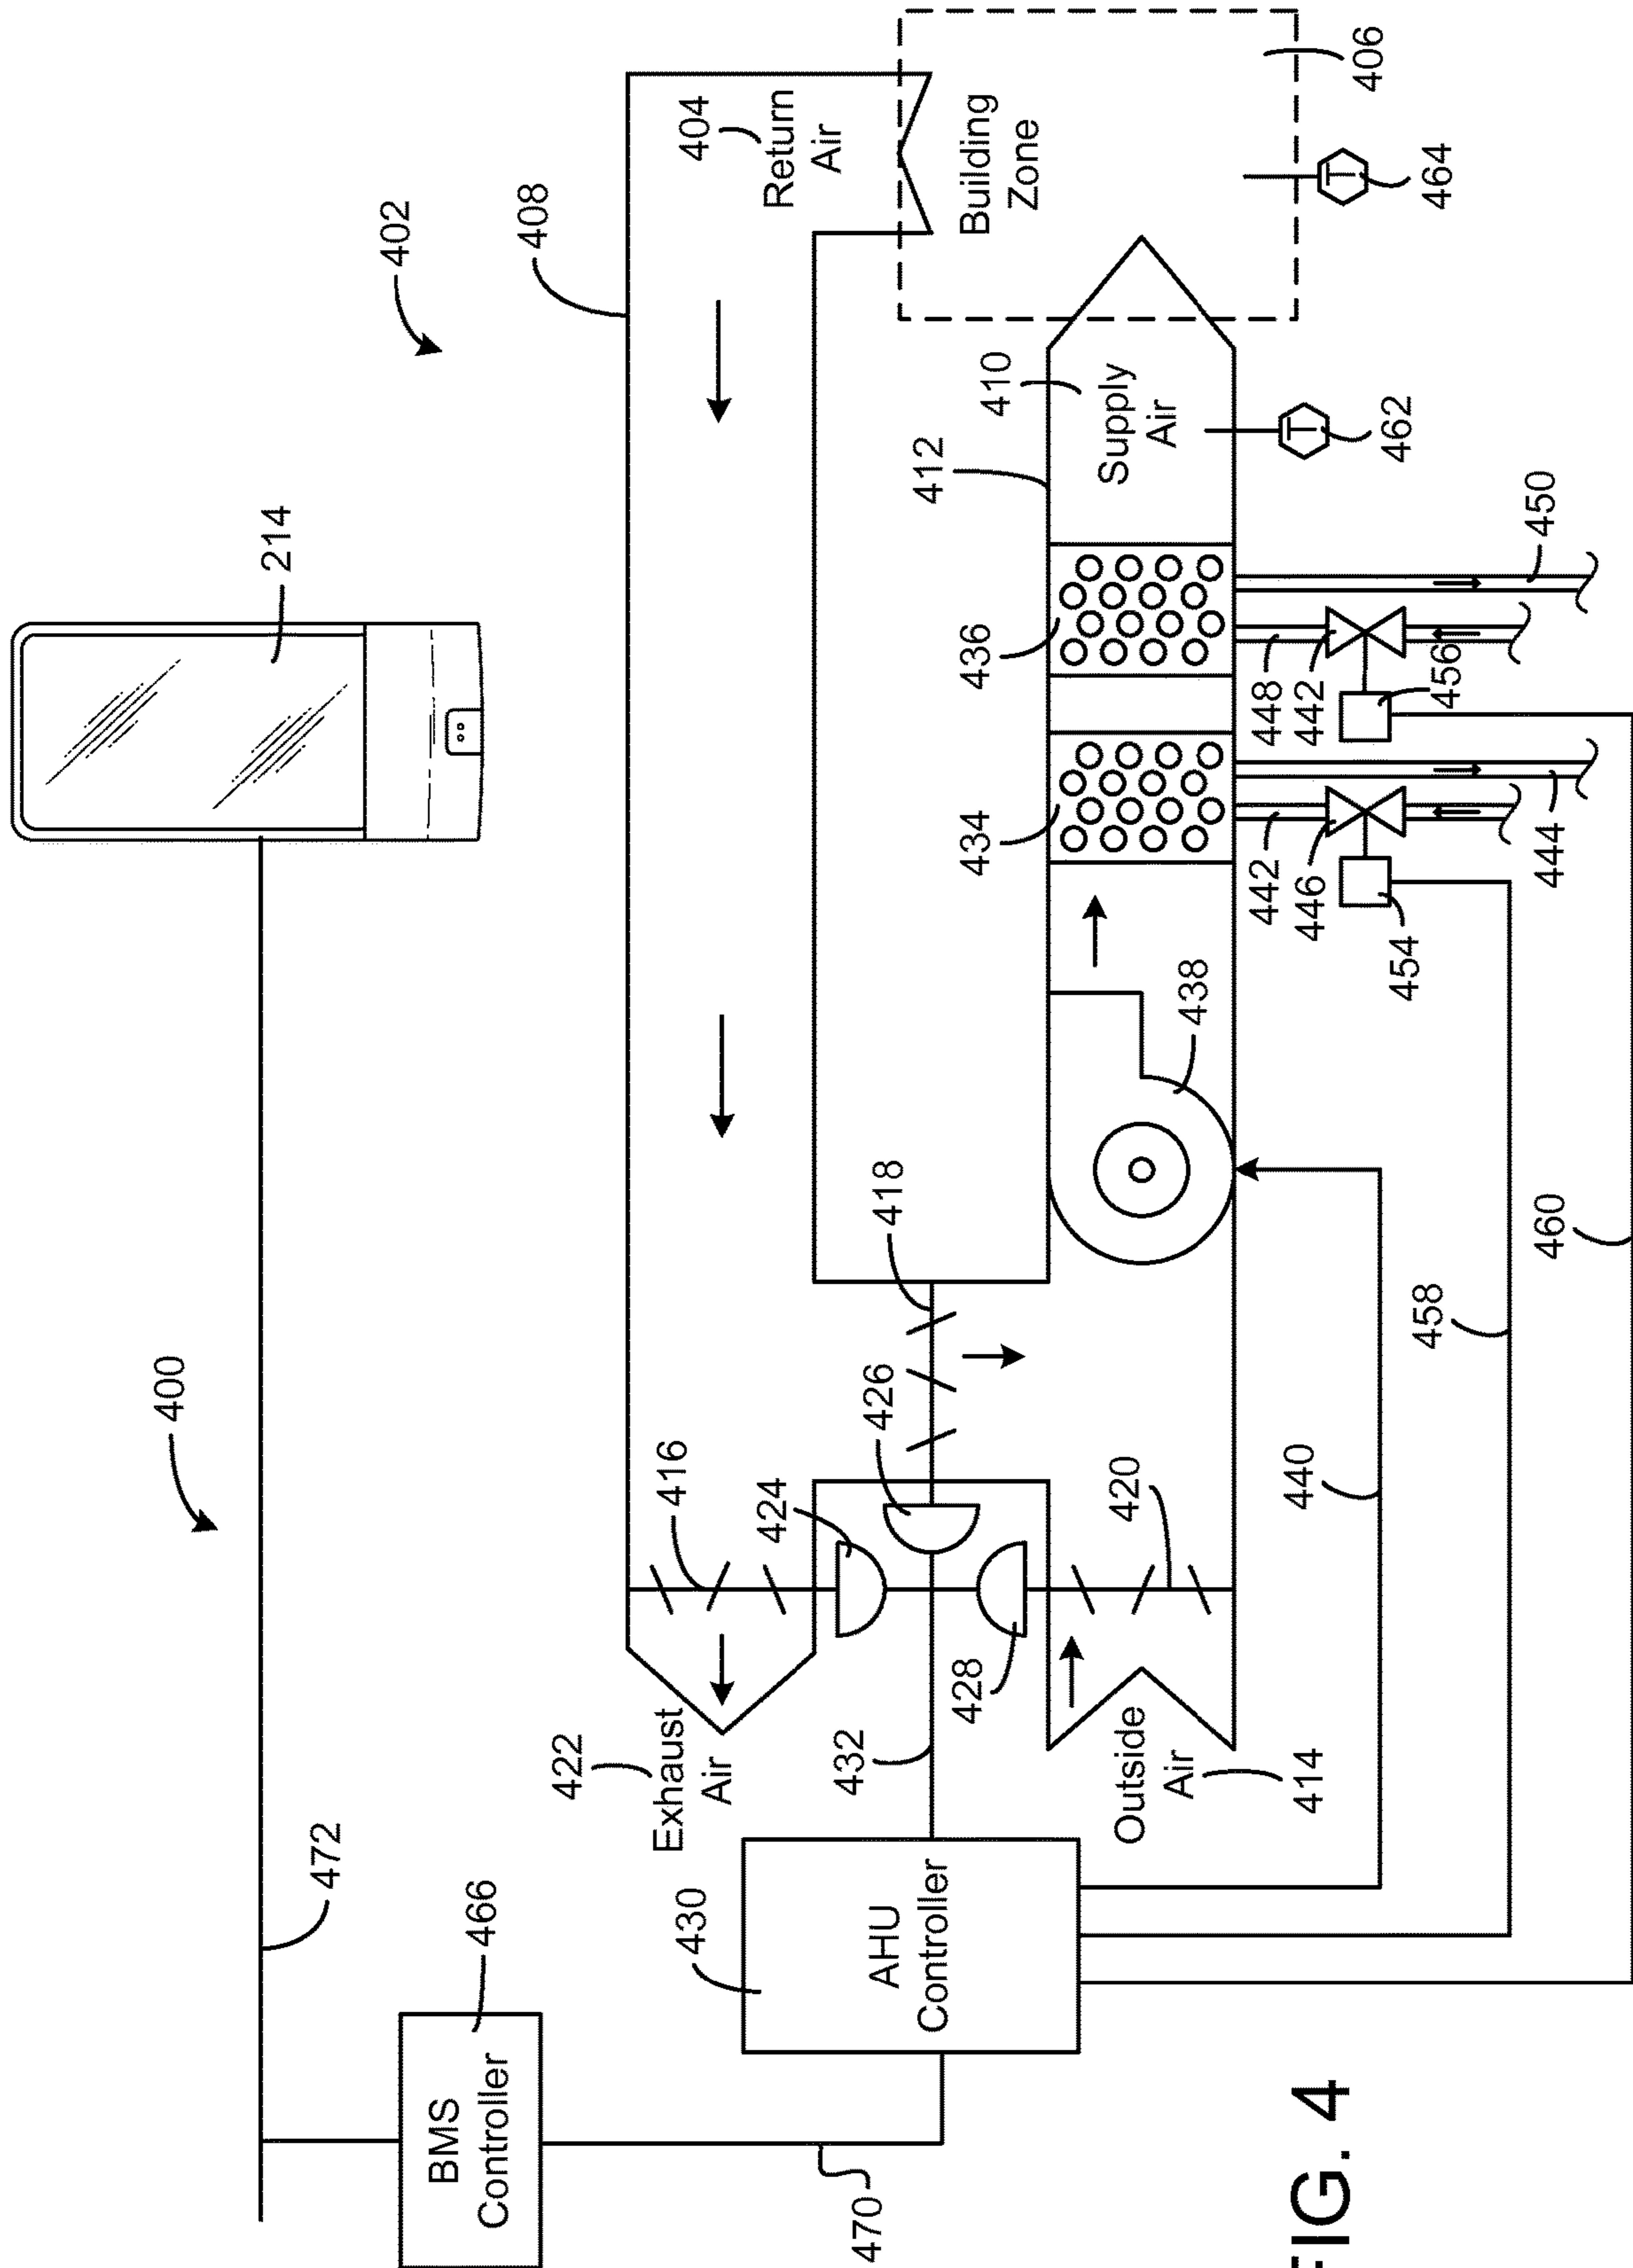 400
472
214
402
466
BMS
Controller
408
404
Return
Air
470
430
AHU
Controller
422
Exhaust
Air
416
424
426
418
432
428
Building
Zone
406
412
410
Supply
Air
434
436
438
Outside
Air
414
420
440
442
446
448
442
454
456
444
450
462
464
458
460
FIG. 4
T
T